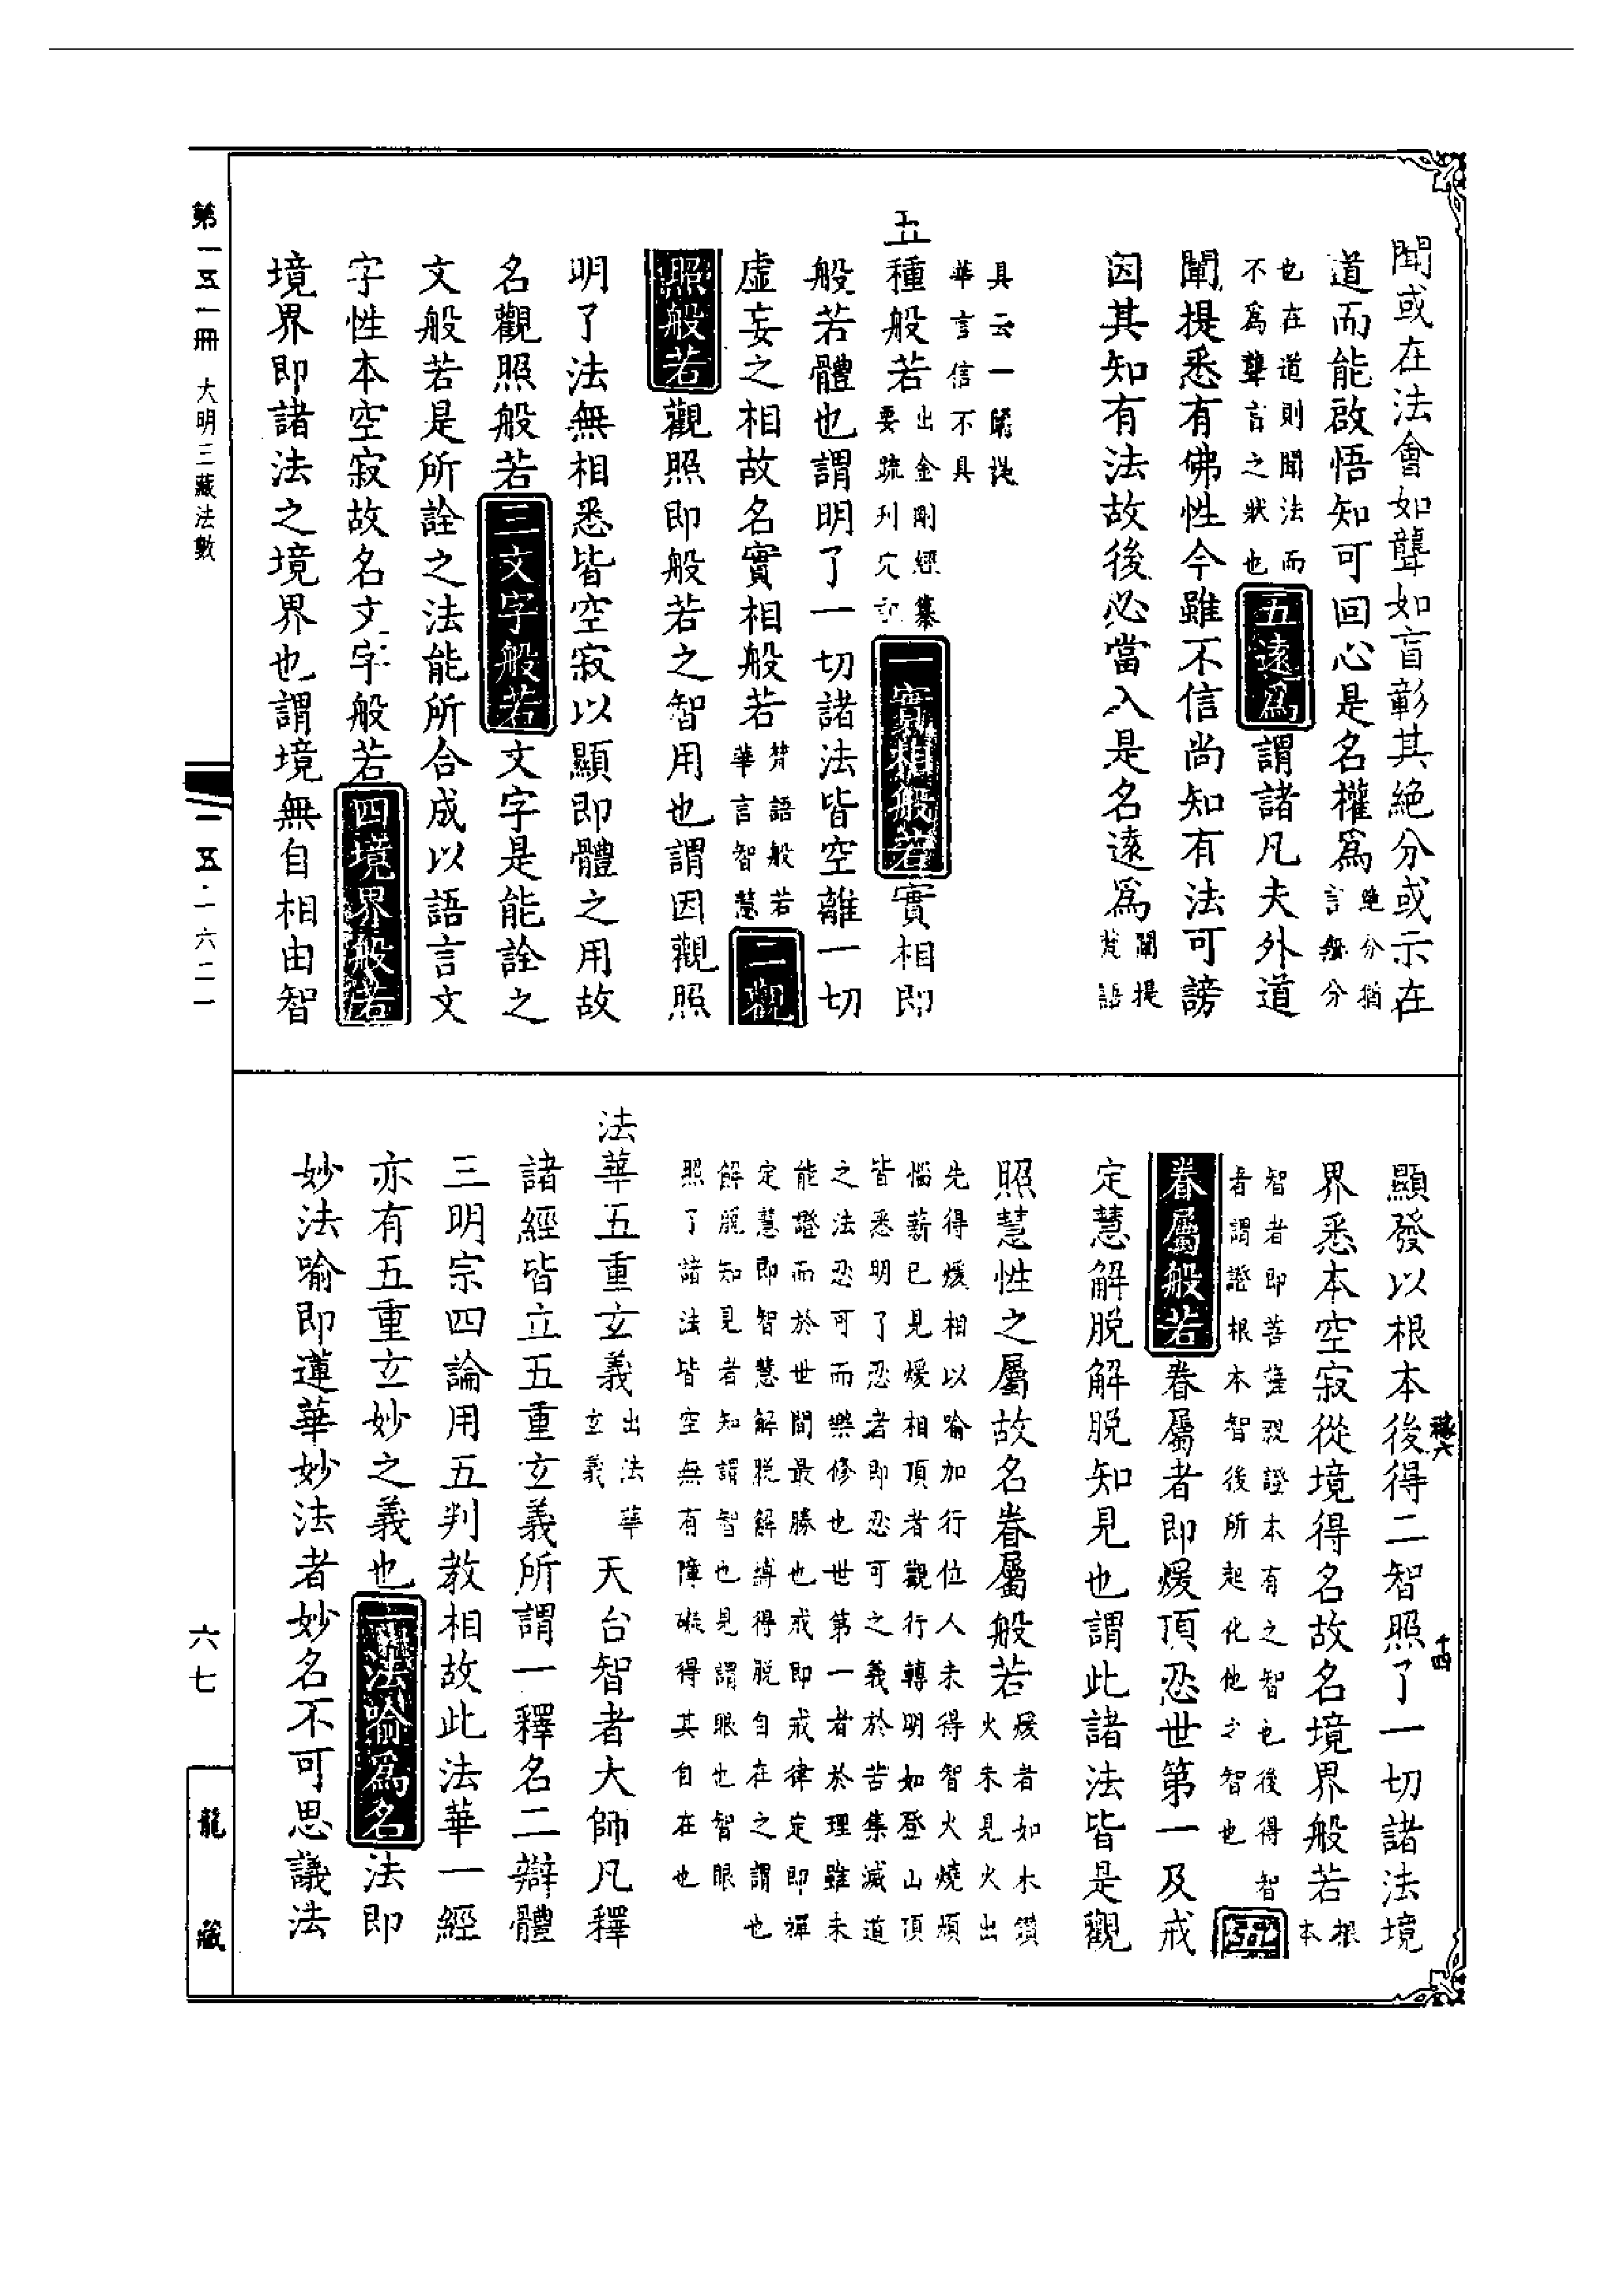 聞或在法會如聾如盲彰其絕分或示在
道而能啟悟知可回心是名權為絕分猶言無分
也在道則聞法而不為聾盲之狀也五遠為謂諸凡夫外道
闡提悉有佛性今雖不信尚知有法可謗
因其知有法故後必當入是名遠為闡提梵語
具云一闡提華言信不具
五種般若出金剛經纂要疏刊定記一實相般若實相即
般若體也謂明了一切諸法皆空離一切
虛妄之相故名實相般若梵語般若華言智慧二觀
照般若觀照即般若之智用也謂因觀照
明了法無相悉皆空寂以顯即體之用故
名觀照般若三文字般若文字是能詮之
文般若是所詮之法能所合成以語言文
字性本空寂故名文字般若四境界般若
境界即諸法之境界也謂境無自相由智
顯發以根本後得二智照了一切諸法境
界悉本空寂從境得名故名境界般若根本
智者即菩薩親證本有之智也後得智者謂證根本智後所起化他之智也五
眷屬般若眷屬者即煖頂忍世第一及戒
定慧解脫解脫知見也謂此諸法皆是觀
照慧性之屬故名眷屬般若煖者如木鑽火未見火出
先得煖相以喻加行位人未得智火燒煩
惱薪已見煖相頂者觀行轉明如登山頂
皆悉明了忍者即忍可之義於苦集滅道
之法忍可而樂修也世第一者於理雖未
能證而於世間最勝也戒即戒律定即禪
定慧即智慧解脫解縛得脫自在之謂也
解脫知見者知謂智也見謂眼也智眼
照了諸法皆空無有障礙得其自在也
法華五重玄義出法華玄義天台智者大師凡釋
諸經皆立五重玄義所謂一釋名二辯體
三明宗四論用五判教相故此法華一經
亦有五重玄妙之義也一法喻為名法即
妙法喻即蓮華妙法者妙名不可思議法
第一五一冊 大明三藏法數
一五一·六二一
六七
龍藏
稼六
十四